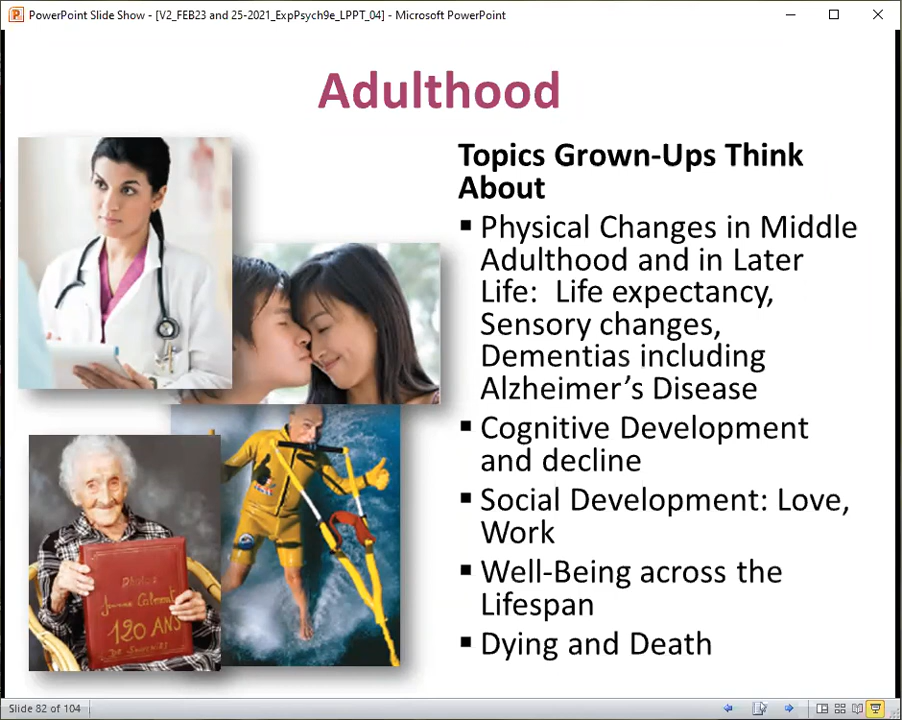 PowerPoint Slide Show - [V2_FEB23 and 25-2021_ExpPsych9e_LPPT_04] - Microsoft PowerPoint
Adulthood
Topics Grown-Ups Think
About
▪ Physical Changes in Middle
Adulthood and in Later
Life: Life expectancy,
Sensory changes,
Dementias including
Alzheimer's Disease
▪ Cognitive Development
and decline
▪ Social Development: Love,
Work
▪ Well-Being across the
Lifespan
▪ Dying and Death
Jeanne Calment
120 ANS
Slide 82 of 104